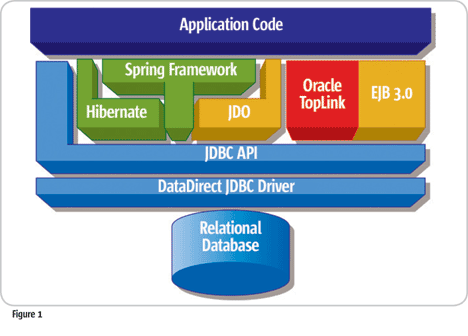 Application Code
Spring Framework
Hibernate
JDO
Oracle
TopLink
EJB 3.0
JDBC API
DataDirect JDBC Driver
Relational
Database
Figure 1